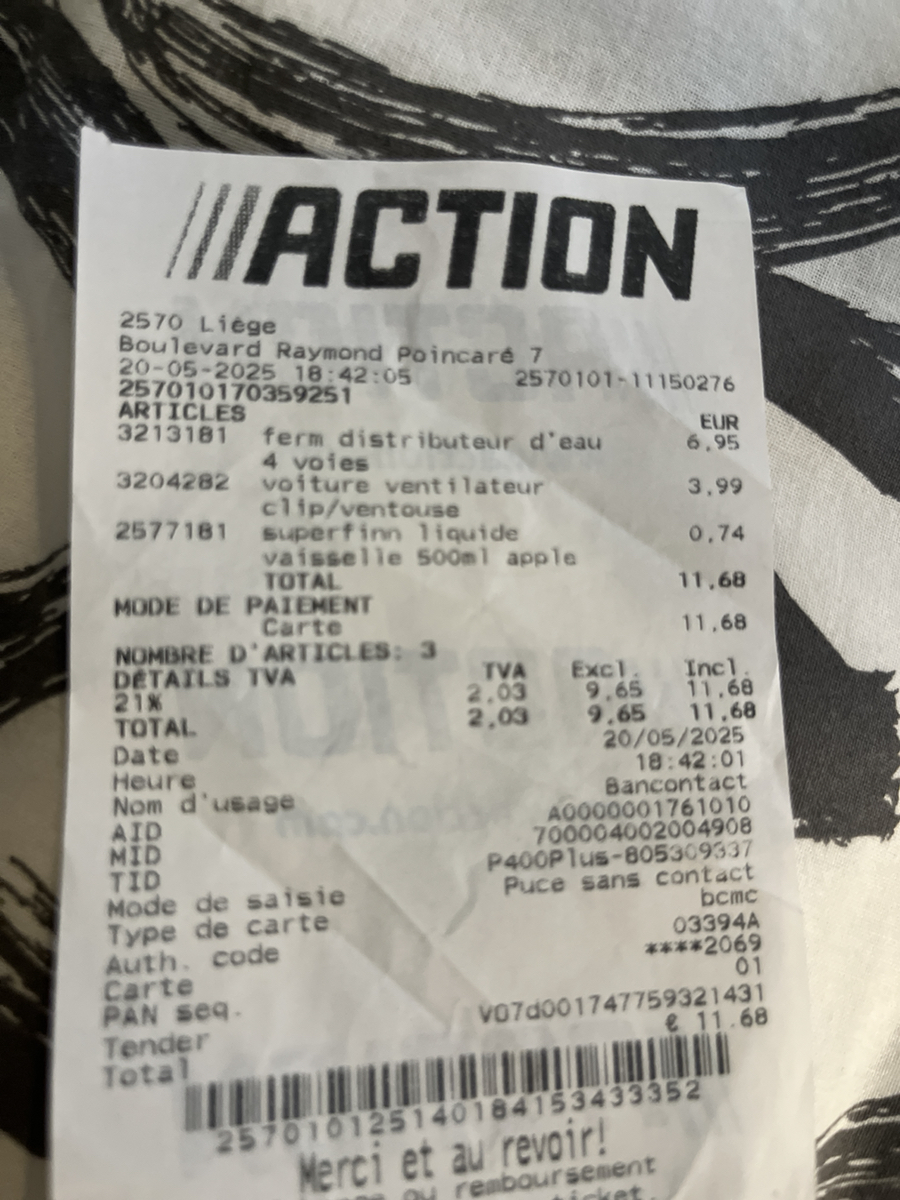 ACTION
2570 Liège
Boulevard Raymond Poincaré 7
20-05-2025 18:42:05 2570101-11150276
257010170359251
ARTICLES EUR
3213181 ferm distributeur d'eau 6,95
4 voies
3204282 voiture ventilateur 3,99
clip/ventouse
2577181 superfinn liquide 0,74
vaisselle 500ml apple
TOTAL 11,68
MODE DE PAIEMENT
Carte 11,68
NOMBRE D'ARTICLES: 3
DÉTAILS TVA TVA Excl. Incl.
21% 2,03 9,65 11,68
TOTAL 2,03 9,65 11,68
Date 20/05/2025
Heure 18:42:01
Nom d'usage Bancontact
AID A0000001761010
MID 700004002004908
TID P400Plus-805309337
Mode de saisie Puce sans contact
Type de carte bcmc
Auth. code 03394A
Carte ****2069
PAN seq. 01
Tender V07d001747759321431
Total € 11.68
257010125140184153433352
Merci et au revoir!
ou remboursement
ticket.